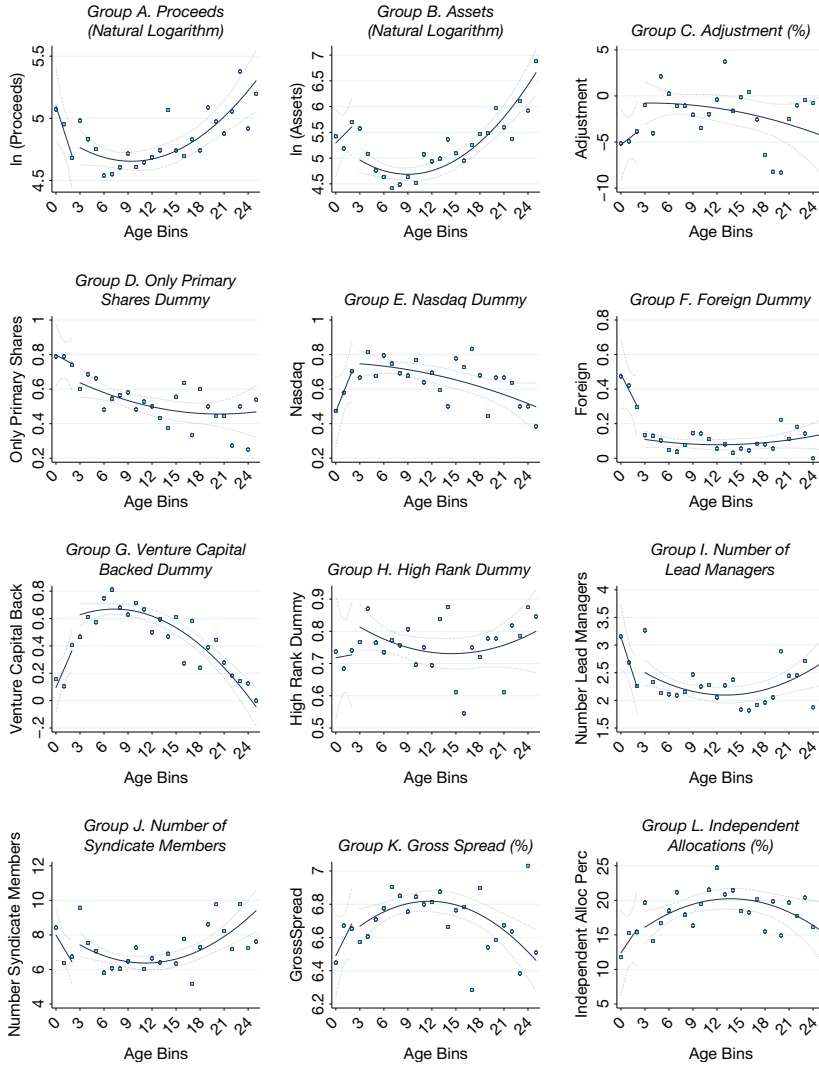 Group A. Proceeds
(Natural Logarithm)
ln (Proceeds)
5.5
5
4.5
0 3 6 9 12 15 18 21 24
Age Bins
Group B. Assets
(Natural Logarithm)
ln (Assets)
7
6.5
6
5.5
5
4.5
0 3 6 9 12 15 18 21 24
Age Bins
Group C. Adjustment (%)
Adjustment
5
0
−5
−10
0 3 6 9 12 15 18 21 24
Age Bins
Group D. Only Primary
Shares Dummy
Only Primary Shares
1
0.8
0.6
0.4
0.2
0 3 6 9 12 15 18 21 24
Age Bins
Group E. Nasdaq Dummy
Nasdaq
1
0.8
0.6
0.4
0.2
0 3 6 9 12 15 18 21 24
Age Bins
Group F. Foreign Dummy
Foreign
0.8
0.6
0.4
0.2
0
0 3 6 9 12 15 18 21 24
Age Bins
Group G. Venture Capital
Backed Dummy
Venture Capital Back
0.8
0.6
0.4
0.2
0
−.2
0 3 6 9 12 15 18 21 24
Age Bins
Group H. High Rank Dummy
High Rank Dummy
0.9
0.8
0.7
0.6
0.5
0 3 6 9 12 15 18 21 24
Age Bins
Group I. Number of
Lead Managers
Number Lead Managers
4
3.5
3
2.5
2
1.5
0 3 6 9 12 15 18 21 24
Age Bins
Group J. Number of
Syndicate Members
Number Syndicate Members
12
10
8
6
4
0 3 6 9 12 15 18 21 24
Age Bins
Group K. Gross Spread (%)
GrossSpread
7
6.8
6.6
6.4
6.2
0 3 6 9 12 15 18 21 24
Age Bins
Group L. Independent
Allocations (%)
Independent Alloc Perc
25
20
15
10
5
0 3 6 9 12 15 18 21 24
Age Bins